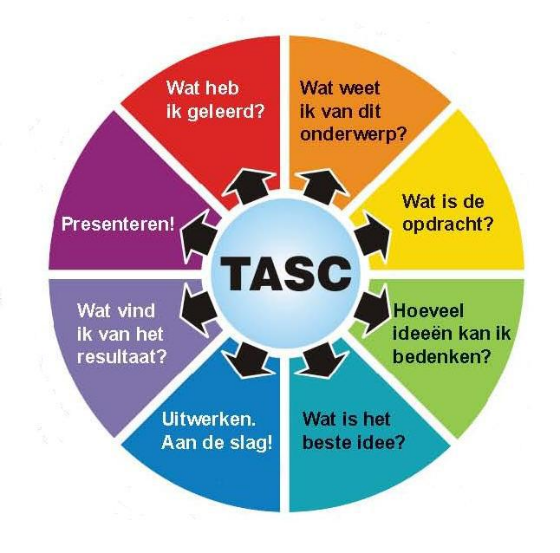 Wat heb
ik geleerd?
Wat weet
ik van dit
onderwerp?
Wat is de
opdracht?
Hoeveel
ideeën kan ik
bedenken?
Wat is het
beste idee?
Uitwerken.
Aan de slag!
Wat vind
ik van het
resultaat?
Presenteren!
TASC